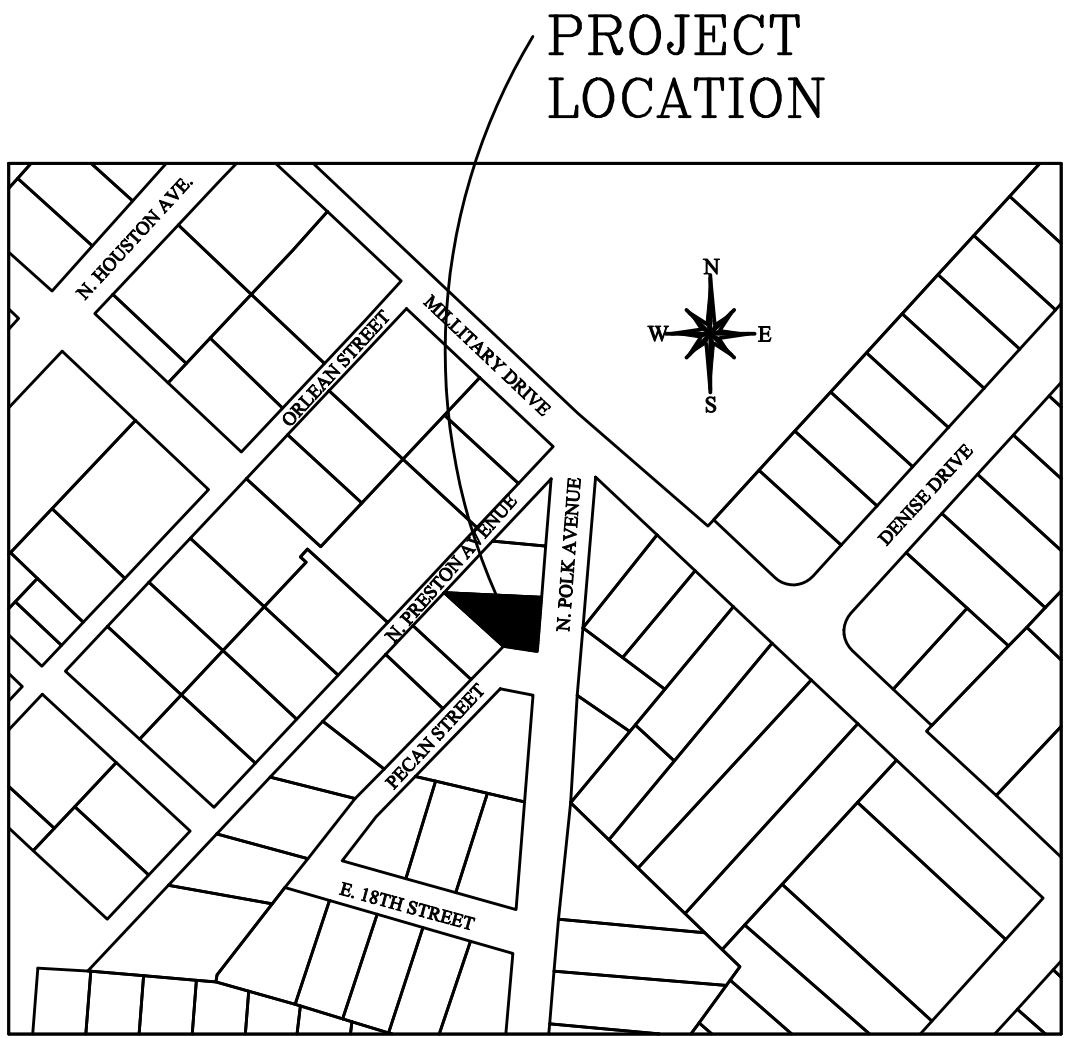 PROJECT
LOCATION
N. HOUSTON AVE.
N
W
E
S
MILLITARY DRIVE
ORLEAN STREET
DENISE DRIVE
N. PRESTON AVENUE
N. POLK AVENUE
PECAN STREET
E. 18TH STREET